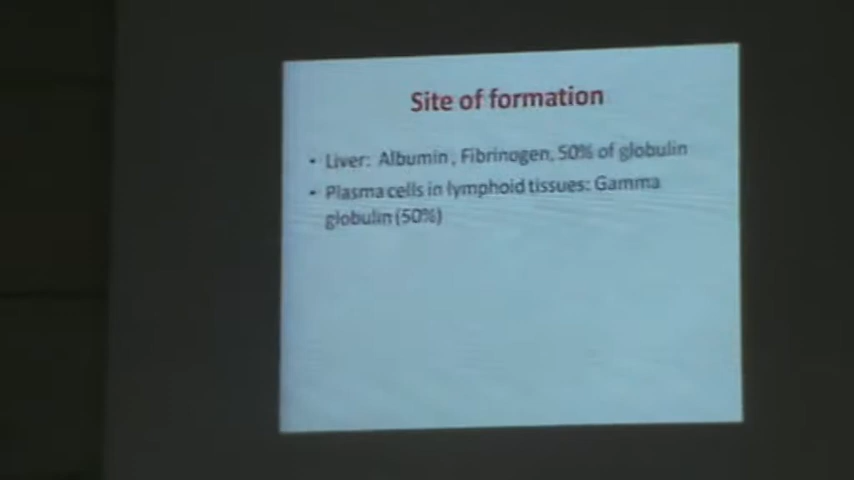 Site of formation
• Liver: Albumin, Fibrinogen, 50% of globulin
• Plasma cells in lymphoid tissues: Gamma
globulin (50%)